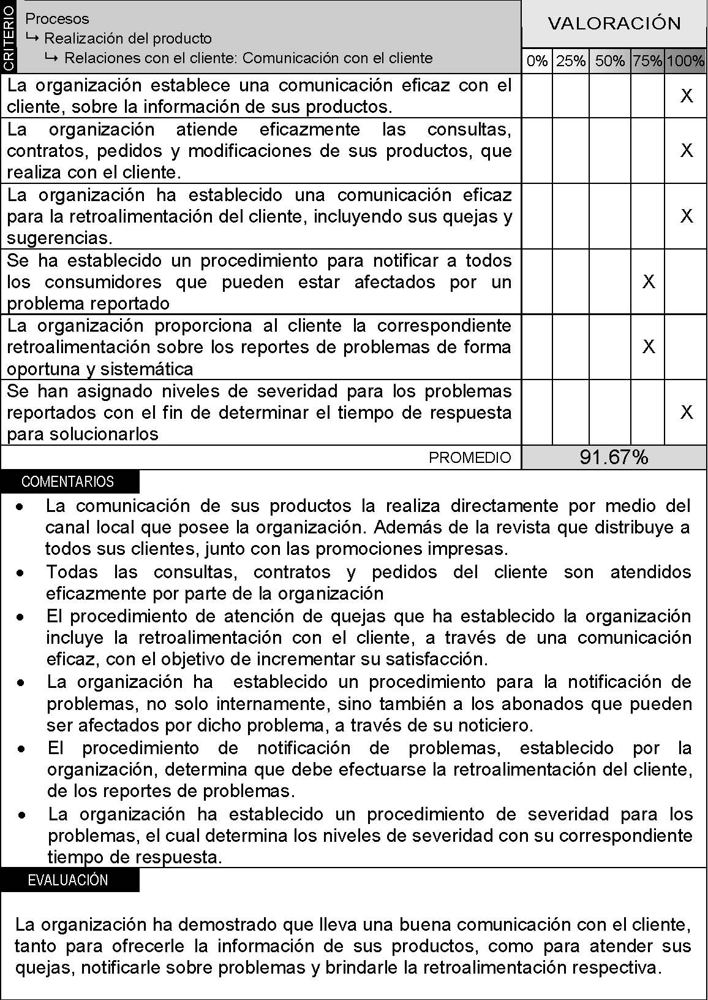 CRITERIO
Procesos
↳ Realización del producto
↳ Relaciones con el cliente: Comunicación con el cliente
VALORACIÓN
0% 25% 50% 75% 100%
La organización establece una comunicación eficaz con el
cliente, sobre la información de sus productos.
X
La organización atiende eficazmente las consultas,
contratos, pedidos y modificaciones de sus productos, que
realiza con el cliente.
X
La organización ha establecido una comunicación eficaz
para la retroalimentación del cliente, incluyendo sus quejas y
sugerencias.
X
Se ha establecido un procedimiento para notificar a todos
los consumidores que pueden estar afectados por un
problema reportado
X
La organización proporciona al cliente la correspondiente
retroalimentación sobre los reportes de problemas de forma
oportuna y sistemática
X
Se han asignado niveles de severidad para los problemas
reportados con el fin de determinar el tiempo de respuesta
para solucionarlos
X
PROMEDIO 91.67%
COMENTARIOS
• La comunicación de sus productos la realiza directamente por medio del
canal local que posee la organización. Además de la revista que distribuye a
todos sus clientes, junto con las promociones impresas.
• Todas las consultas, contratos y pedidos del cliente son atendidos
eficazmente por parte de la organización
• El procedimiento de atención de quejas que ha establecido la organización
incluye la retroalimentación con el cliente, a través de una comunicación
eficaz, con el objetivo de incrementar su satisfacción.
• La organización ha establecido un procedimiento para la notificación de
problemas, no solo internamente, sino también a los abonados que pueden
ser afectados por dicho problema, a través de su noticiero.
• El procedimiento de notificación de problemas, establecido por la
organización, determina que debe efectuarse la retroalimentación del cliente,
de los reportes de problemas.
• La organización ha establecido un procedimiento de severidad para los
problemas, el cual determina los niveles de severidad con su correspondiente
tiempo de respuesta.
EVALUACIÓN
La organización ha demostrado que lleva una buena comunicación con el cliente,
tanto para ofrecerle la información de sus productos, como para atender sus
quejas, notificarle sobre problemas y brindarle la retroalimentación respectiva.